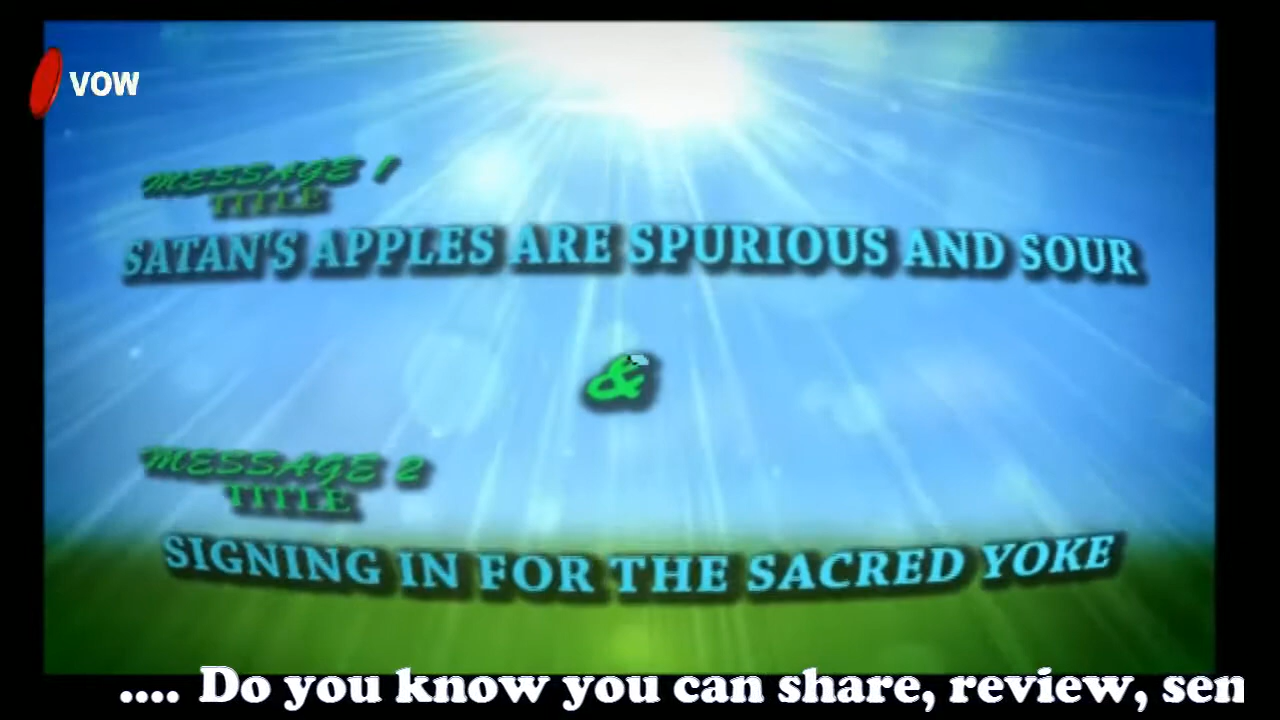 VOW
MESSAGE 1
TITLE
SATAN'S APPLES ARE SPURIOUS AND SOUR
&
MESSAGE 2
TITLE
SIGNING IN FOR THE SACRED YOKE
.... Do you know you can share, review, sen